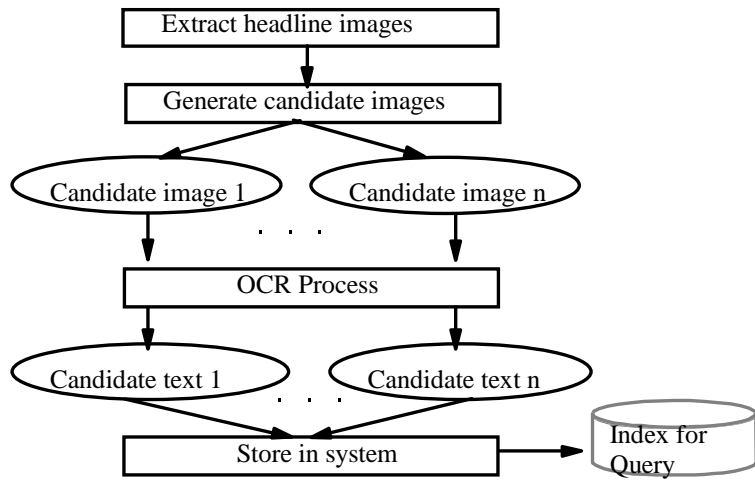 Extract headline images
Generate candidate images
Candidate image 1
Candidate image n
. . .
OCR Process
Candidate text 1
Candidate text n
. . .
Store in system
Index for
Query